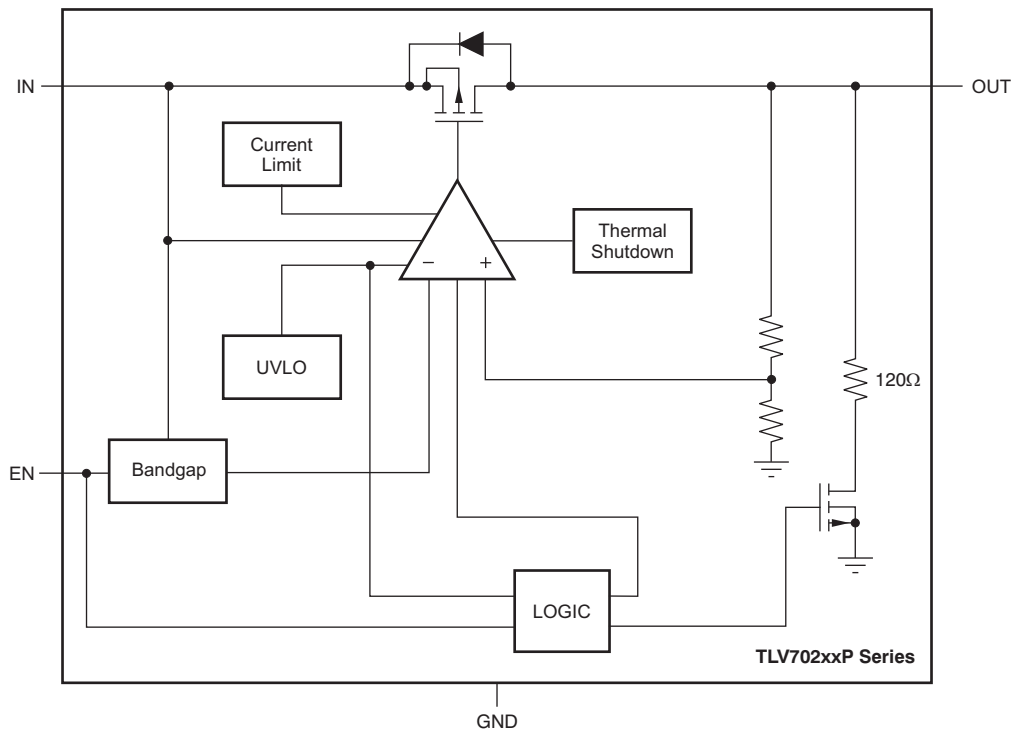 IN
OUT
Current
Limit
Thermal
Shutdown
−
+
UVLO
120Ω
EN
Bandgap
LOGIC
TLV702xxP Series
GND